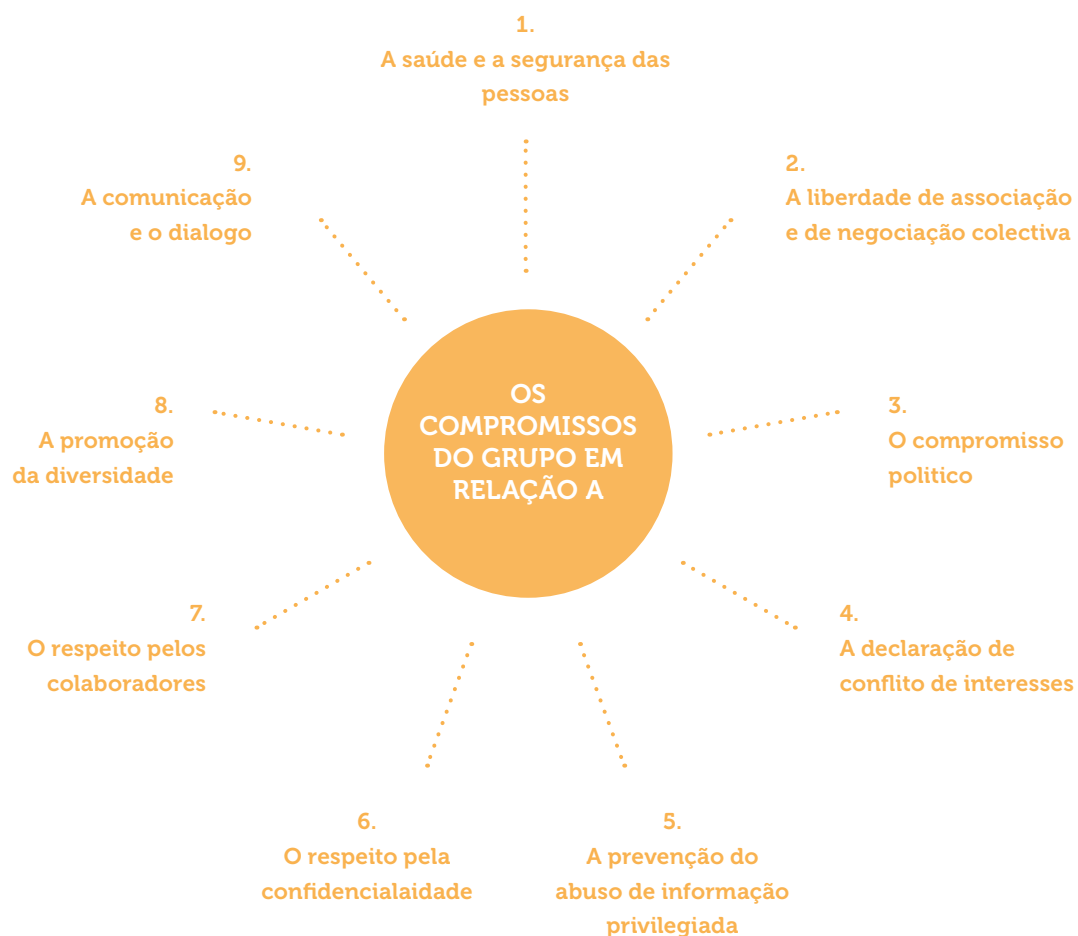 OS
COMPROMISSOS
DO GRUPO EM
RELAÇÃO A
1.
A saúde e a segurança das
pessoas
2.
A liberdade de associação
e de negociação colectiva
3.
O compromisso
politico
4.
A declaração de
conflito de interesses
5.
A prevenção do
abuso de informação
privilegiada
6.
O respeito pela
confidencialaidade
7.
O respeito pelos
colaboradores
8.
A promoção
da diversidade
9.
A comunicação
e o dialogo